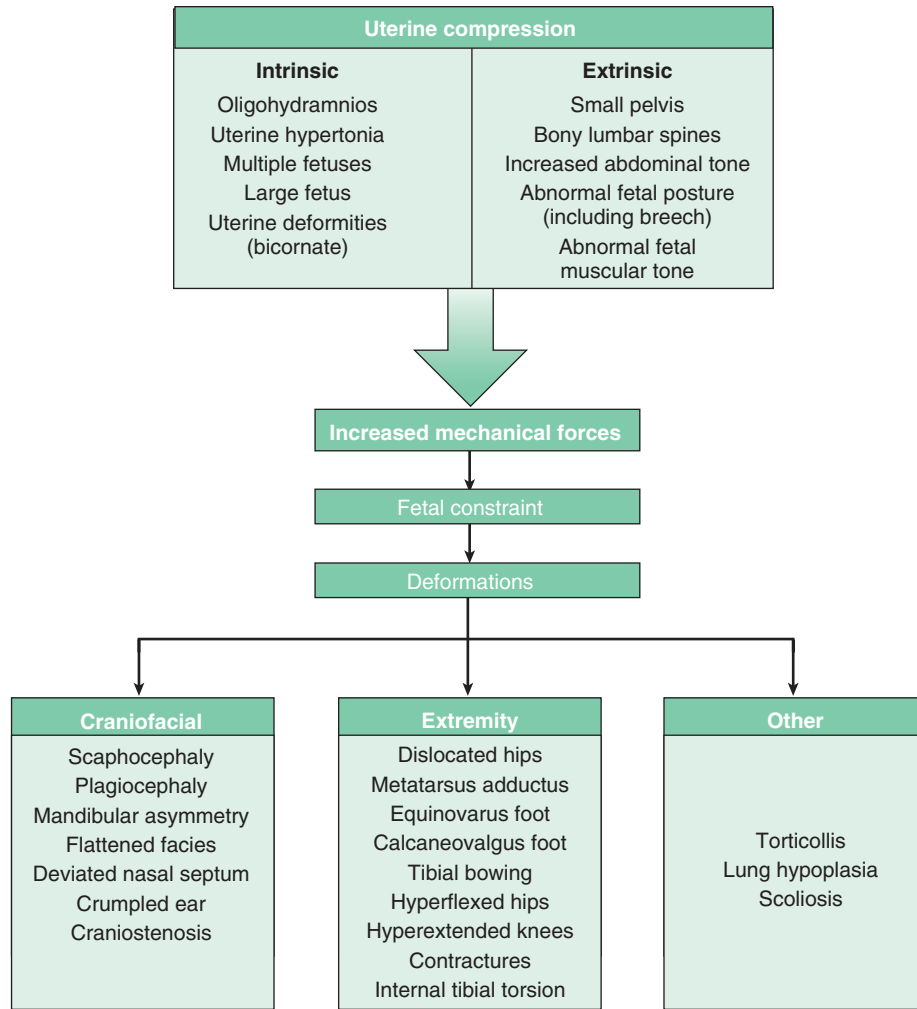 Uterine compression
Intrinsic
Oligohydramnios
Uterine hypertonia
Multiple fetuses
Large fetus
Uterine deformities
(bicornate)
Extrinsic
Small pelvis
Bony lumbar spines
Increased abdominal tone
Abnormal fetal posture
(including breech)
Abnormal fetal
muscular tone
Increased mechanical forces
Fetal constraint
Deformations
Craniofacial
Scaphocephaly
Plagiocephaly
Mandibular asymmetry
Flattened facies
Deviated nasal septum
Crumpled ear
Craniostenosis
Extremity
Dislocated hips
Metatarsus adductus
Equinovarus foot
Calcaneovalgus foot
Tibial bowing
Hyperflexed hips
Hyperextended knees
Contractures
Internal tibial torsion
Other
Torticollis
Lung hypoplasia
Scoliosis